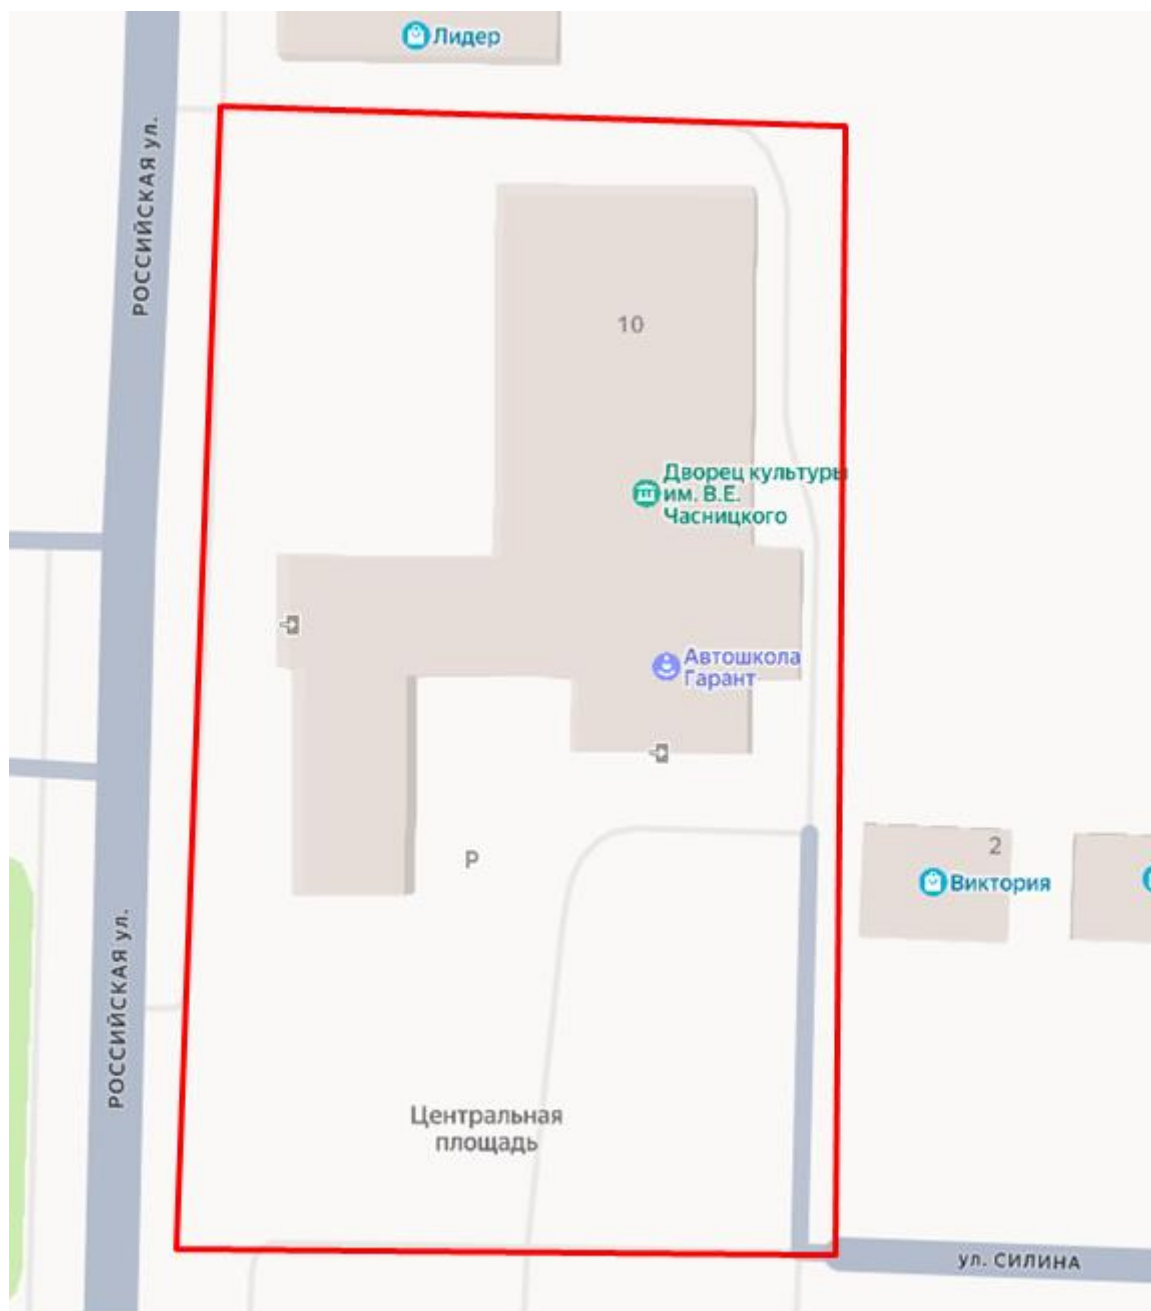 Лидер
РОССИЙСКАЯ ул.
10
Дворец культуры
им. В.Е.
Часницкого
Автошкола
Гарант
2
P
Виктория
РОССИЙСКАЯ ул.
Центральная
площадь
ул. СИЛИНА